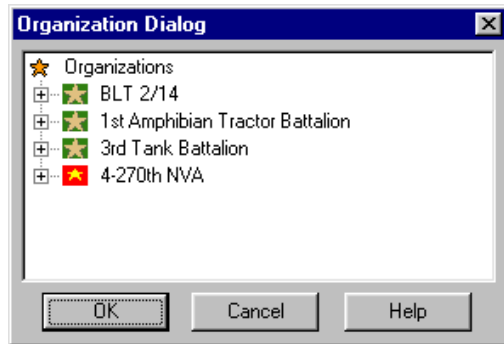 Organization Dialog
Organizations
BLT 2/14
1st Amphibian Tractor Battalion
3rd Tank Battalion
4-270th NVA
OK Cancel Help